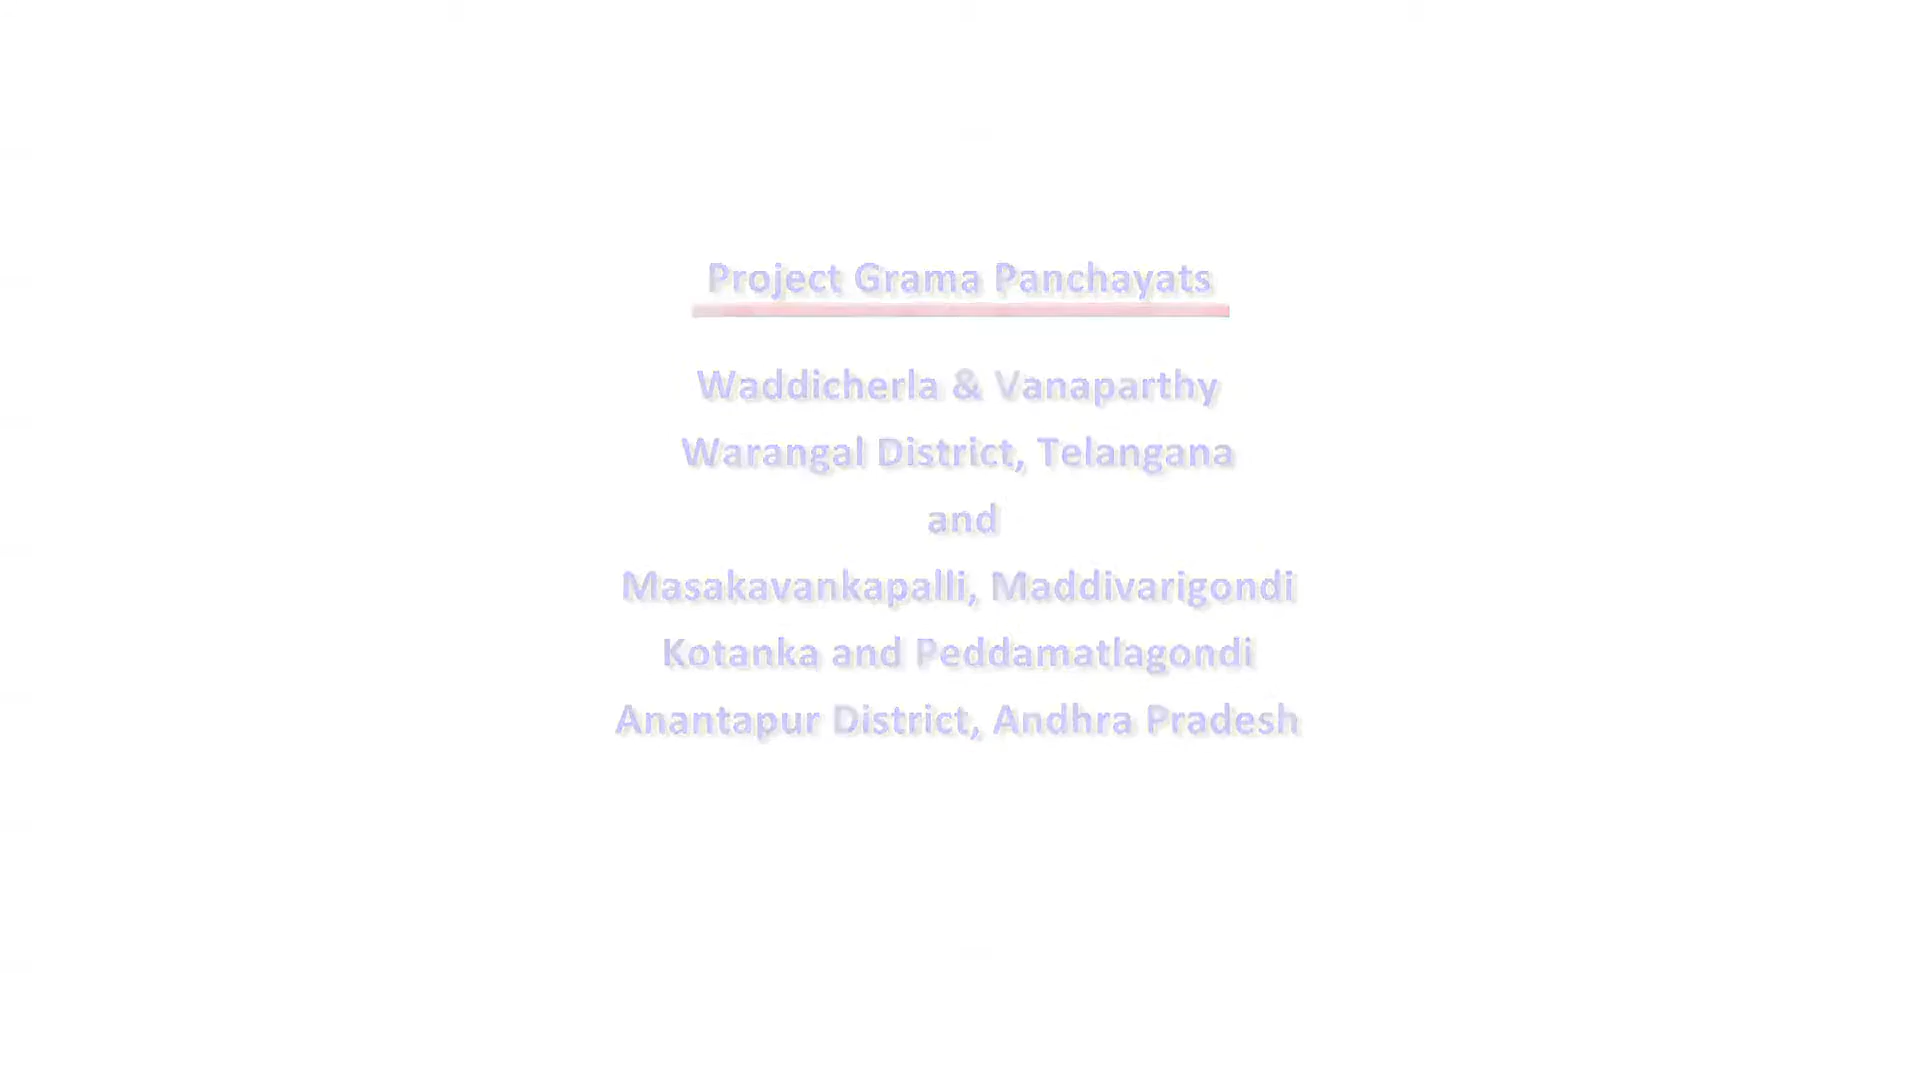 Project Grama Panchayats
Waddicherla & Vanaparthy
Warangal District, Telangana
and
Masakavankapalli, Maddivarigondi
Kotanka and Peddamatlagondi
Anantapur District, Andhra Pradesh